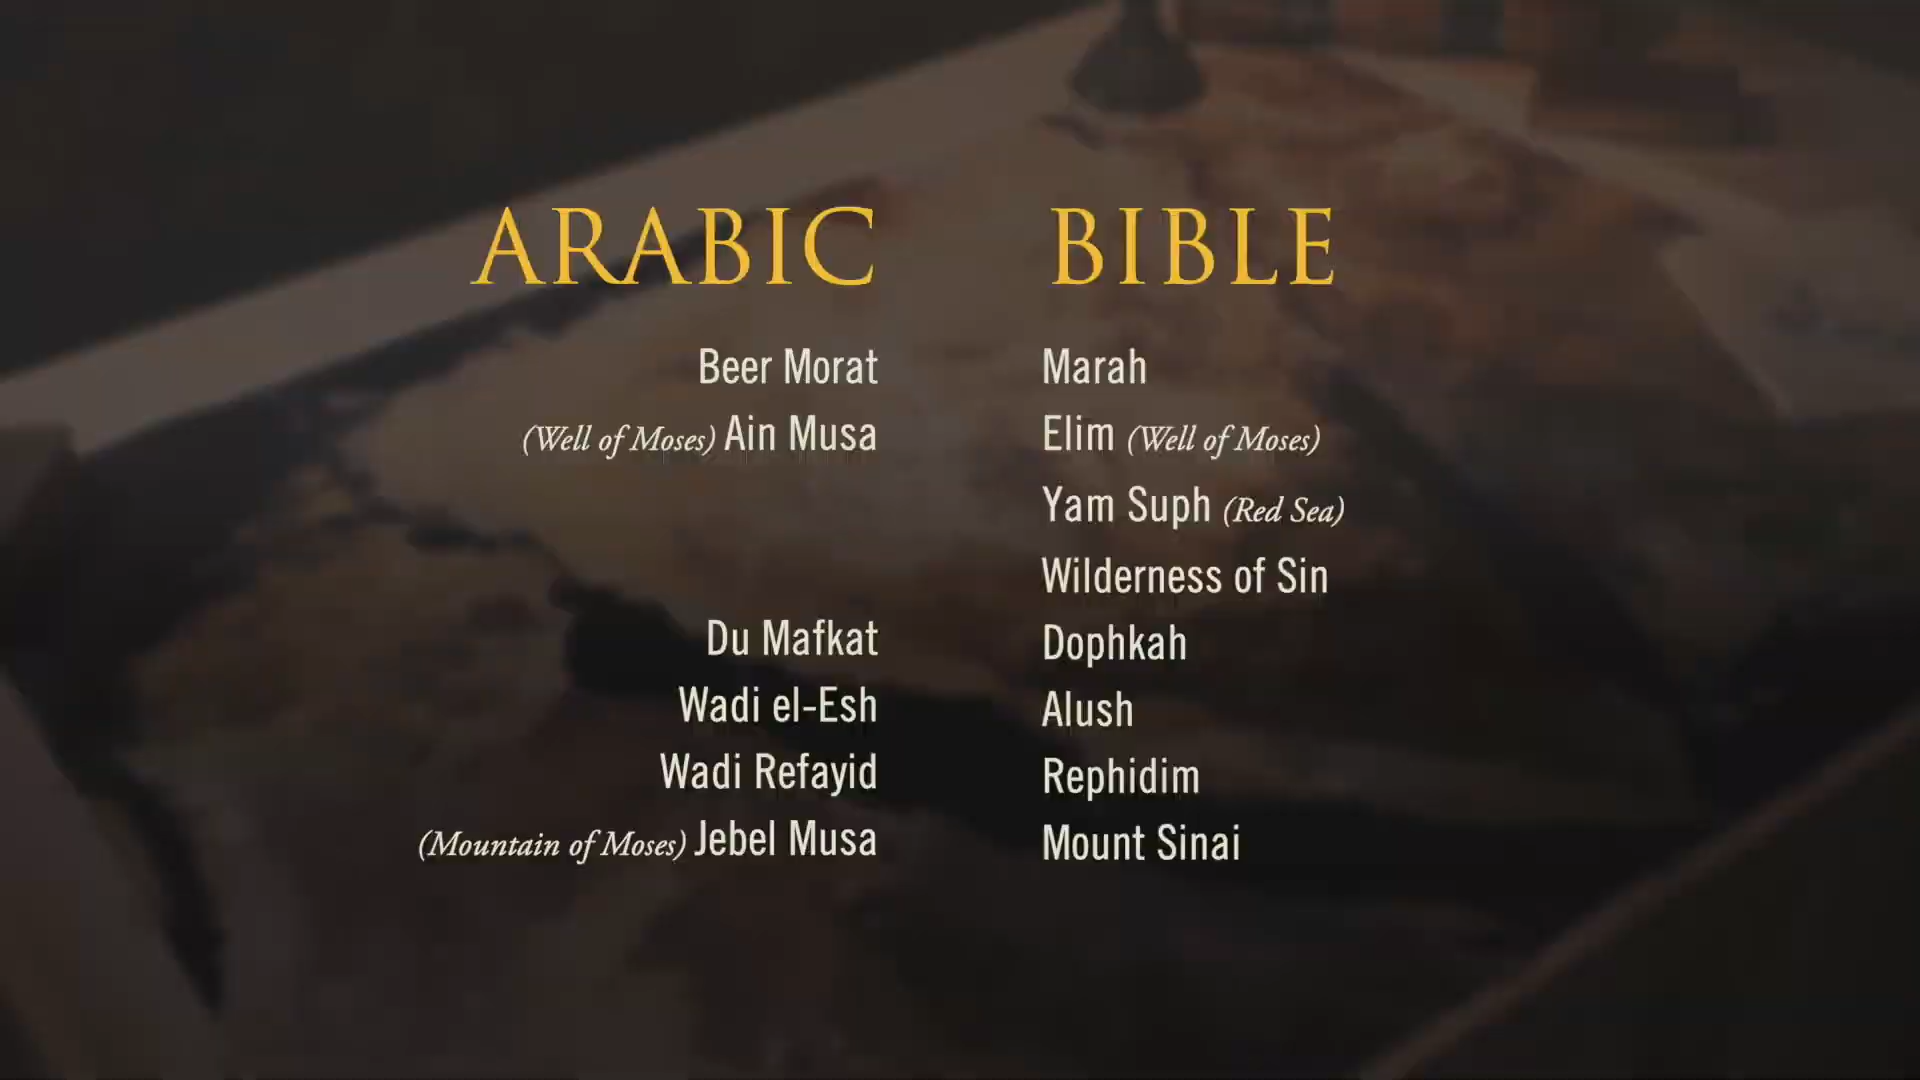 ARABIC BIBLE
Beer Morat Marah
(Well of Moses) Ain Musa Elim (Well of Moses)
Yam Suph (Red Sea)
Wilderness of Sin
Du Mafkat Dophkah
Wadi el-Esh Alush
Wadi Refayid Rephidim
(Mountain of Moses) Jebel Musa Mount Sinai